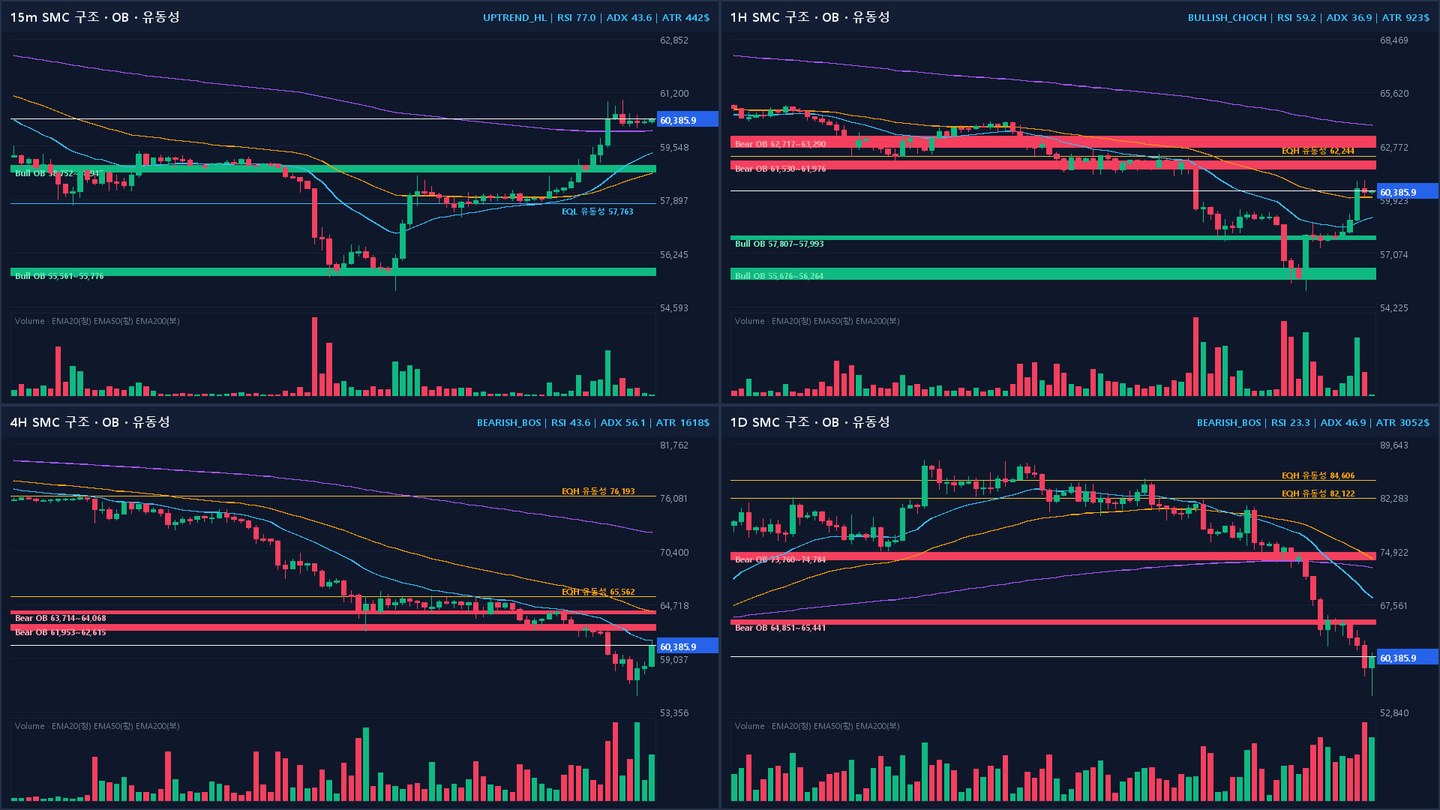 15m SMC 구조 · OB · 유동성
UPTREND_HL | RSI 77.0 | ADX 43.6 | ATR 442$
62,852
61,200
60,385.9
59,548
Bull OB
57,897
EQL 유동성 57,763
56,245
Bull OB 55,561~55,776
54,593
Volume · EMA20(청) EMA50(황) EMA200(보)
1H SMC 구조 · OB · 유동성
BULLISH_CHOCH | RSI 59.2 | ADX 36.9 | ATR 923$
68,469
65,620
Bear OB 62,717~63,290
EQH 유동성 62,244
62,772
Bear OB 61,530~61,976
60,385.9
59,923
Bull OB 57,807~57,993
57,074
Bull OB 55,676~56,264
54,225
Volume · EMA20(청) EMA50(황) EMA200(보)
4H SMC 구조 · OB · 유동성
BEARISH_BOS | RSI 43.6 | ADX 56.1 | ATR 1618$
81,762
EQH 유동성 76,193
76,081
70,400
EQH 유동성 65,562
64,718
Bear OB 63,714~64,068
Bear OB 61,953~62,615
60,385.9
59,037
53,356
Volume · EMA20(청) EMA50(황) EMA200(보)
1D SMC 구조 · OB · 유동성
BEARISH_BOS | RSI 23.3 | ADX 46.9 | ATR 3052$
89,643
EQH 유동성 84,606
EQH 유동성 82,122
82,283
74,922
Bear OB 73,760~74,784
67,561
Bear OB 64,851~65,441
60,385.9
52,840
Volume · EMA20(청) EMA50(황) EMA200(보)